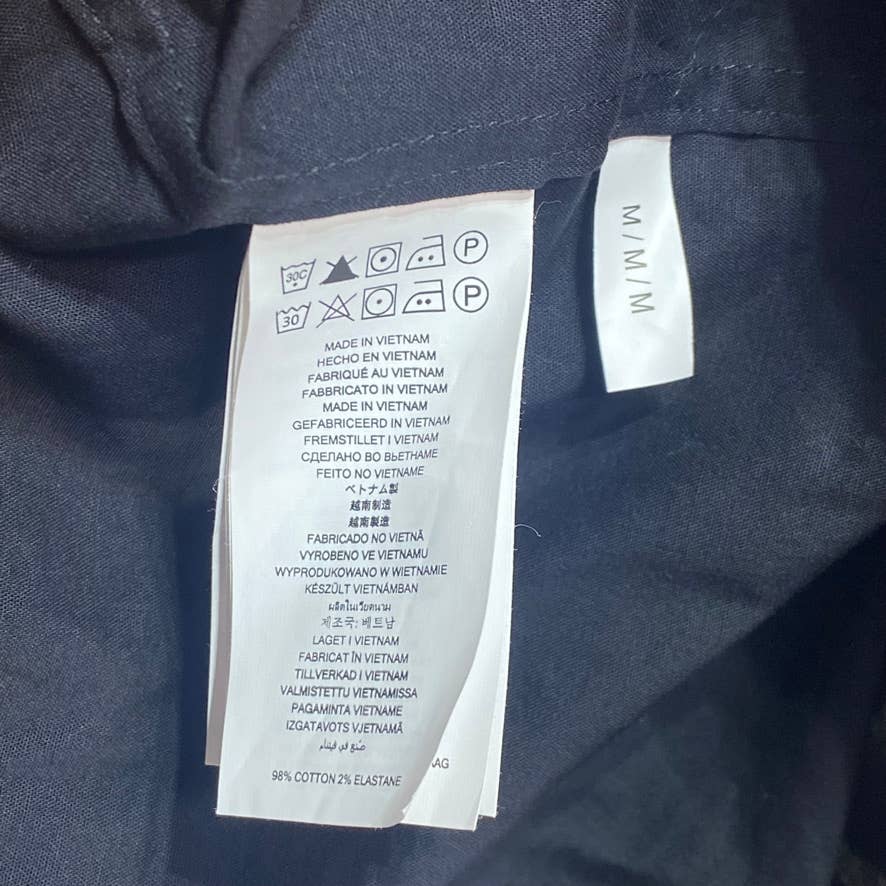 30C P
30 P
MADE IN VIETNAM
HECHO EN VIETNAM
FABRIQUÉ AU VIETNAM
FABBRICATO IN VIETNAM
MADE IN VIETNAM
GEFABRICEERD IN VIETNAM
FREMSTILLET I VIETNAM
СДЕЛАНО ВО ВЬЕТНАМЕ
FEITO NO VIETNAME
ベトナム製
越南制造
越南製造
FABRICADO NO VIETNÃ
VYROBENO VE VIETNAMU
WYPRODUKOWANO W WIETNAMIE
KÉSZÜLT VIETNÁMBAN
ผลิตในเวียดนาม
제조국: 베트남
LAGET I VIETNAM
FABRICAT ÎN VIETNAM
TILLVERKAD I VIETNAM
VALMISTETTU VIETNAMISSA
PAGAMINTA VIETNAME
IZGATAVOTS VJETNAMĀ
صُنع في فيتنام
98% COTTON 2% ELASTANE
M / M / M